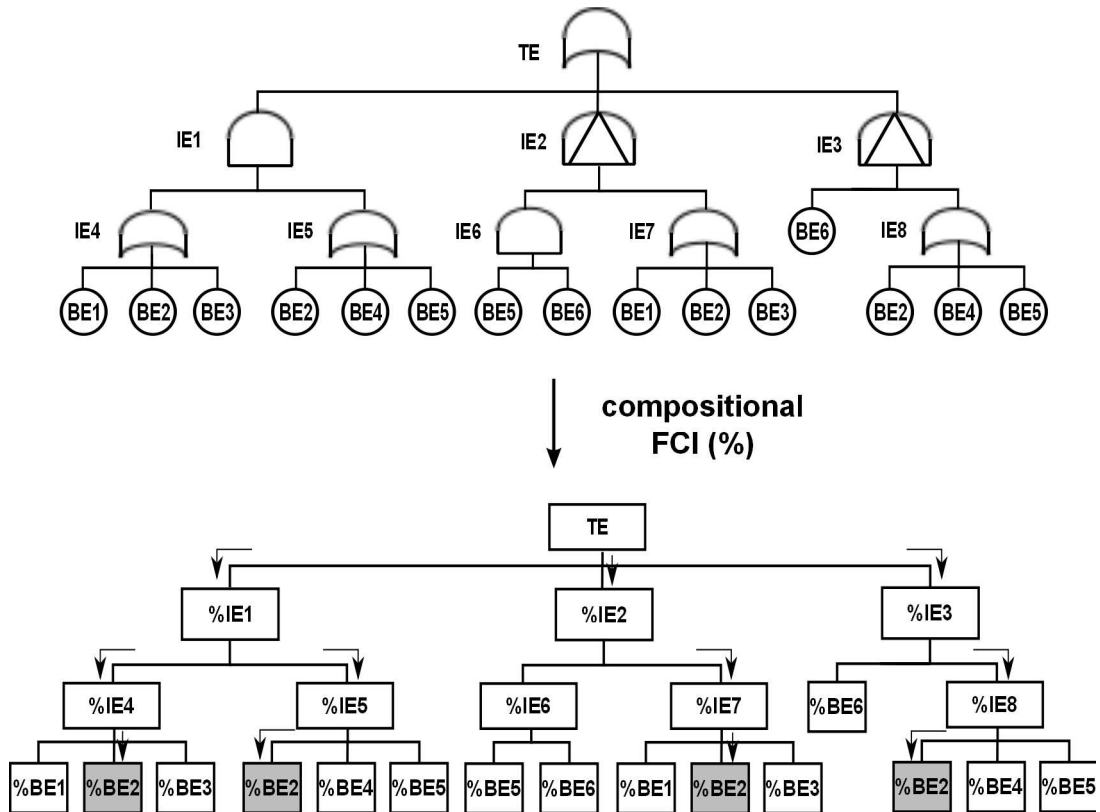 TE
IE1 IE2 IE3
IE4 IE5 IE6 IE7 BE6 IE8
BE1 BE2 BE3 BE2 BE4 BE5 BE5 BE6 BE1 BE2 BE3 BE2 BE4 BE5
compositional
FCI (%)
TE
%IE1 %IE2 %IE3
%IE4 %IE5 %IE6 %IE7 %BE6 %IE8
%BE1 %BE2 %BE3 %BE2 %BE4 %BE5 %BE5 %BE6 %BE1 %BE2 %BE3 %BE2 %BE4 %BE5